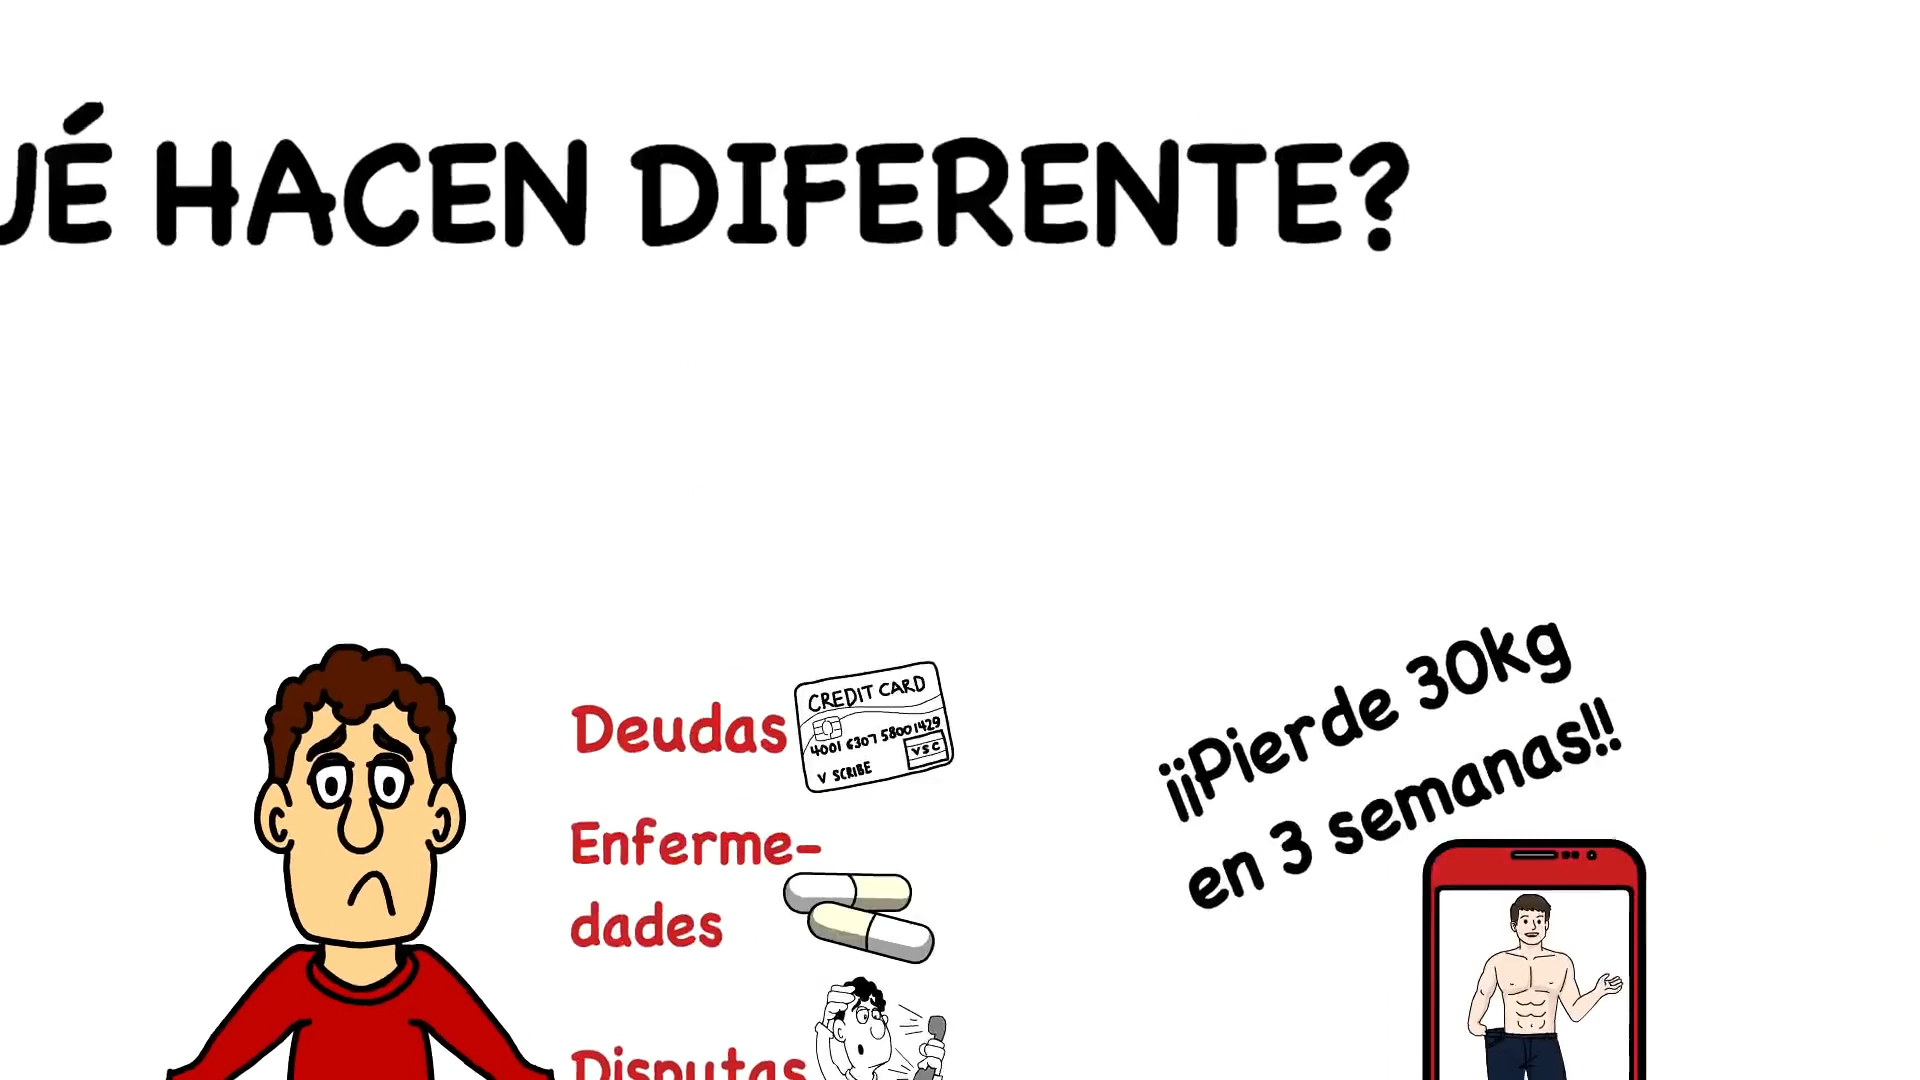 UÉ HACEN DIFERENTE?
Deudas
CREDIT CARD
4001 6307 5800 1429
VSC
V SCRIBE
Enferme-
dades
Disputas
¡¡Pierde 30kg
en 3 semanas!!